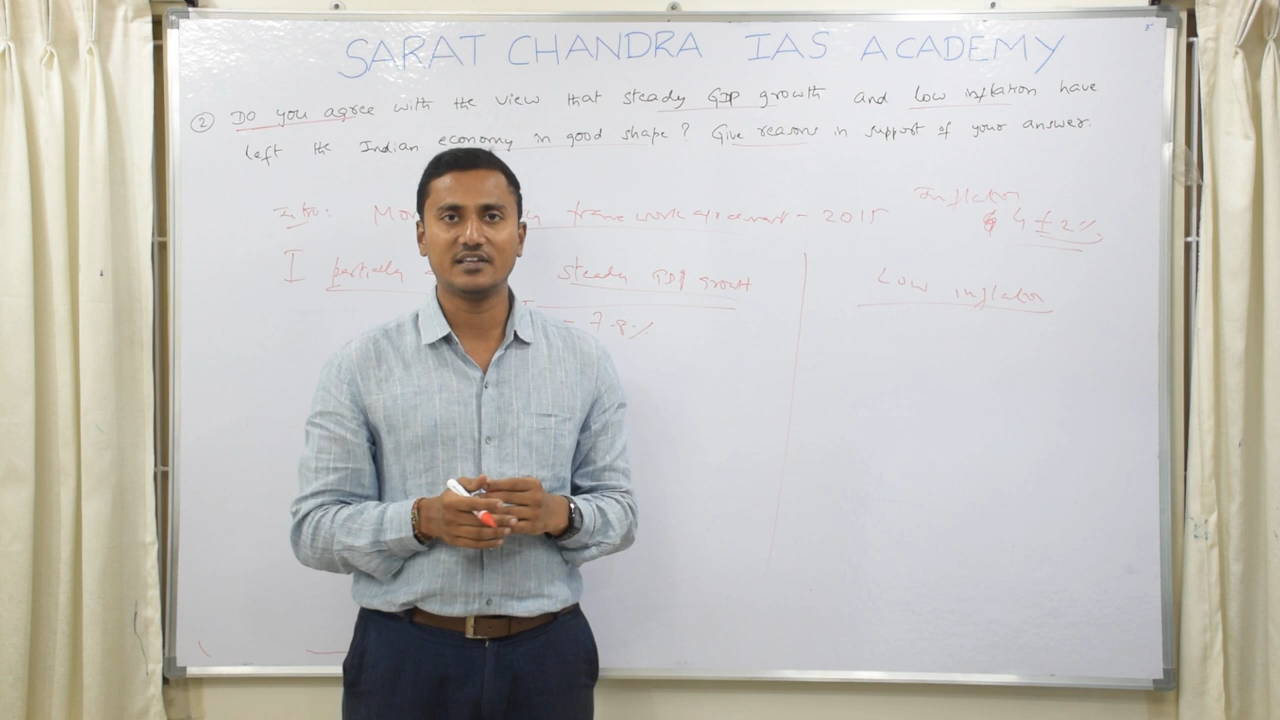 SARAT CHANDRA IAS ACADEMY
② Do you agree with the view that steady GDP growth and low inflation have
left the Indian economy in good shape? Give reasons in support of your answer.
Inflation
4 ± 2%.
Intro: Mon framework agreement - 2015
I partially steady GDP growth
= 7.8%
Low inflation